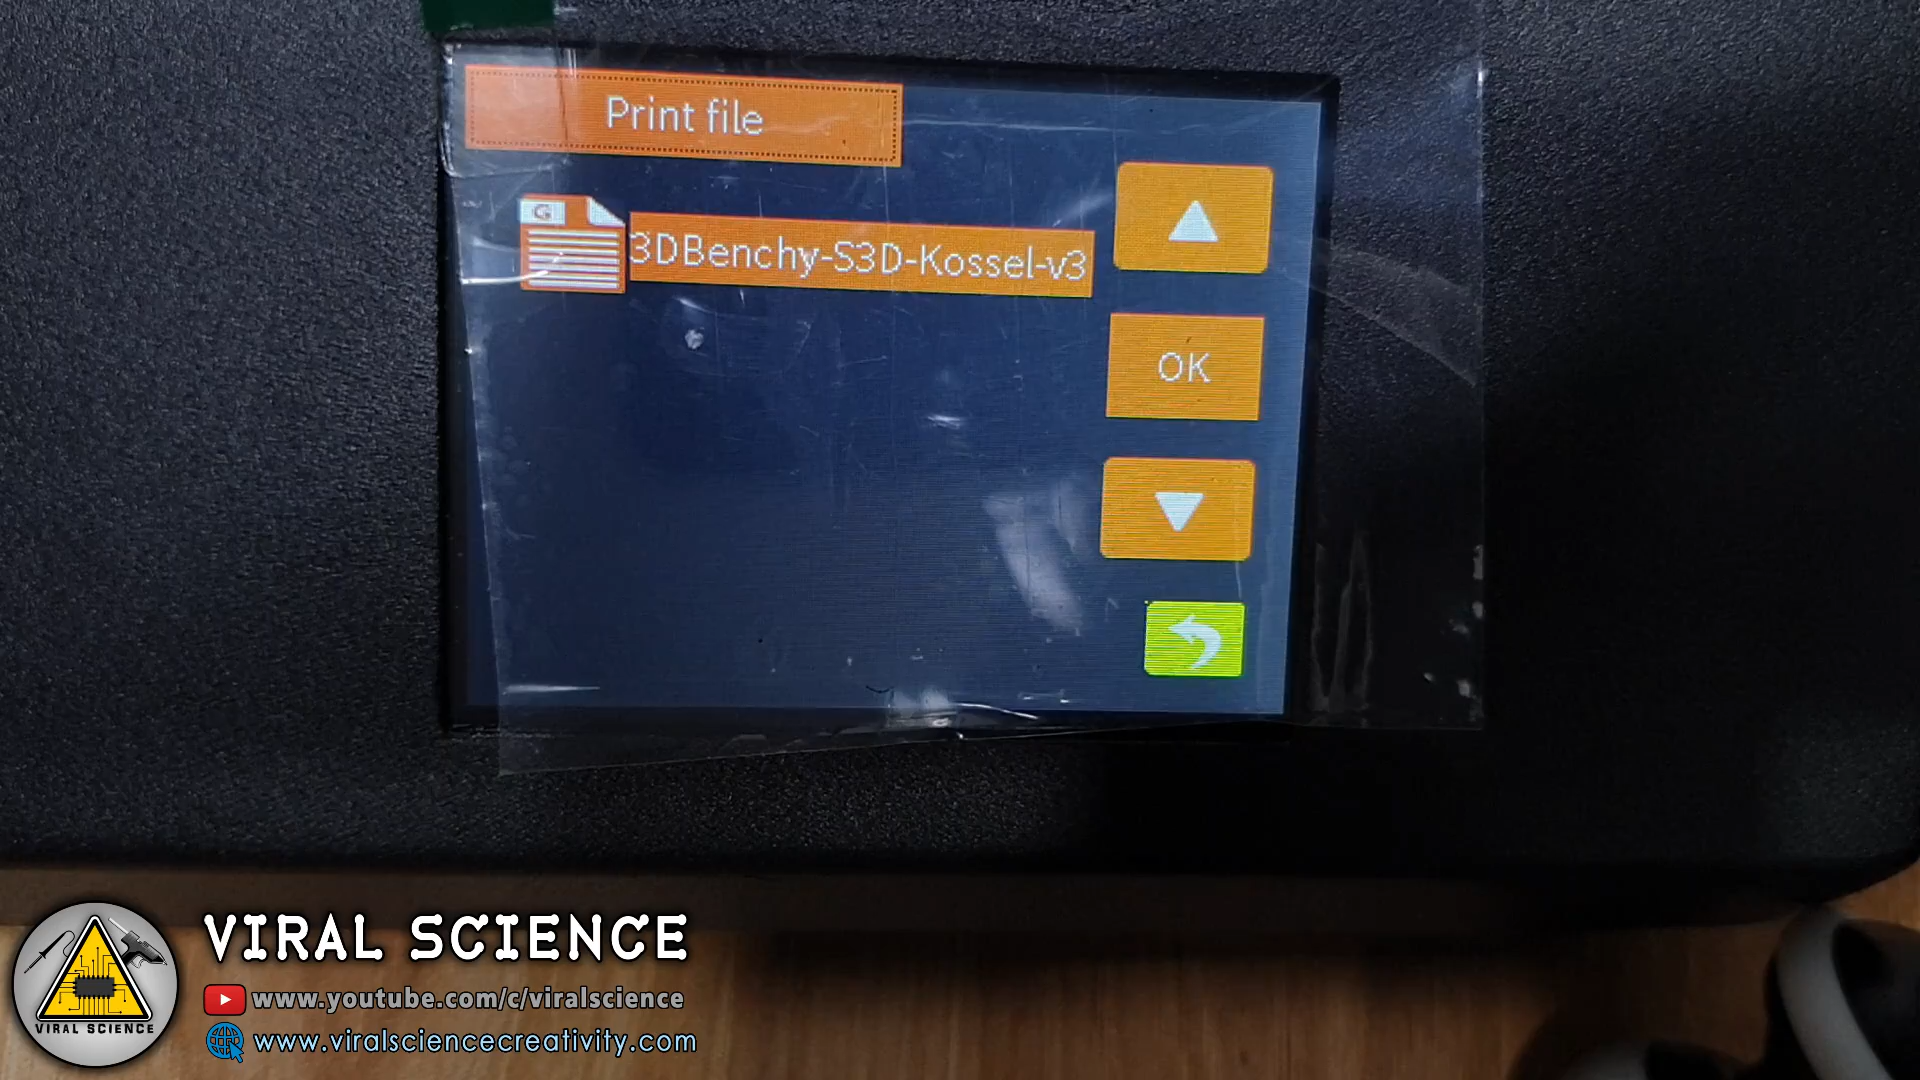 Print file
G
3DBenchy-S3D-Kossel-v3
OK
VIRAL SCIENCE
VIRAL SCIENCE
www.youtube.com/c/viralscience
www.viralsciencecreativity.com